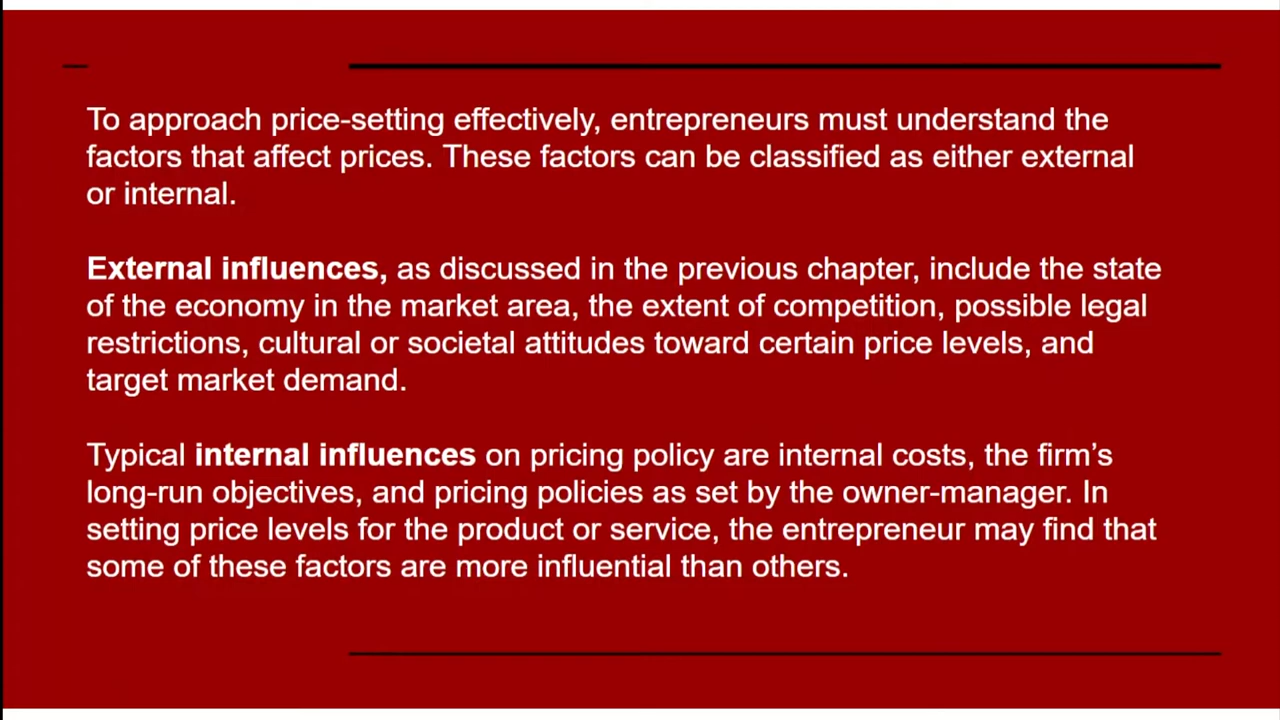 To approach price-setting effectively, entrepreneurs must understand the
factors that affect prices. These factors can be classified as either external
or internal.
External influences, as discussed in the previous chapter, include the state
of the economy in the market area, the extent of competition, possible legal
restrictions, cultural or societal attitudes toward certain price levels, and
target market demand.
Typical internal influences on pricing policy are internal costs, the firm’s
long-run objectives, and pricing policies as set by the owner-manager. In
setting price levels for the product or service, the entrepreneur may find that
some of these factors are more influential than others.